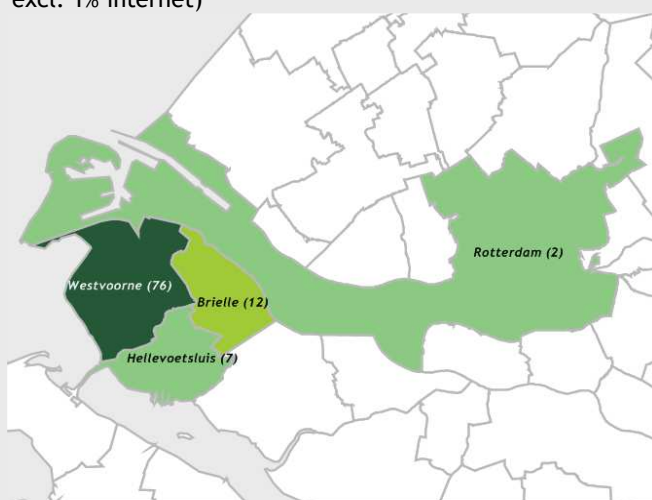 excl. 1% internet)
Rotterdam (2)
Westvoorne (76)
Brielle (12)
Hellevoetsluis (7)